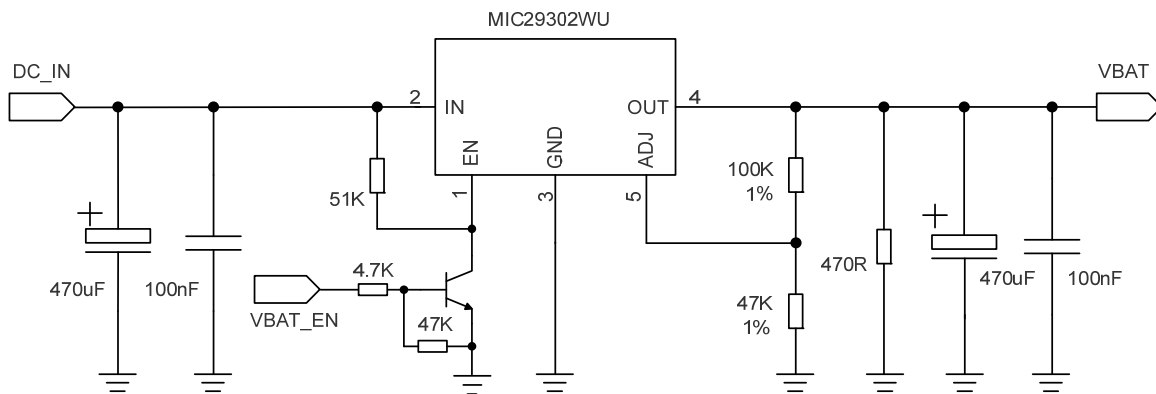 MIC29302WU
DC_IN
VBAT
2
IN
OUT
4
EN
GND
ADJ
1
3
5
51K
100K
1%
470uF
100nF
4.7K
VBAT_EN
47K
47K
1%
470R
470uF
100nF